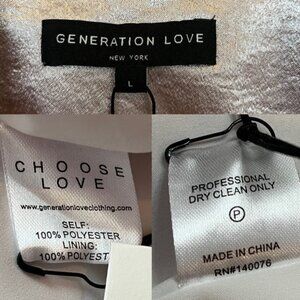 GENERATION LOVE
NEW YORK
L
CHOOSE
LOVE
www.generationloveclothing.com
SELF:
100% POLYESTER
LINING:
100% POLYEST
PROFESSIONAL
DRY CLEAN ONLY
P
MADE IN CHINA
RN#140076